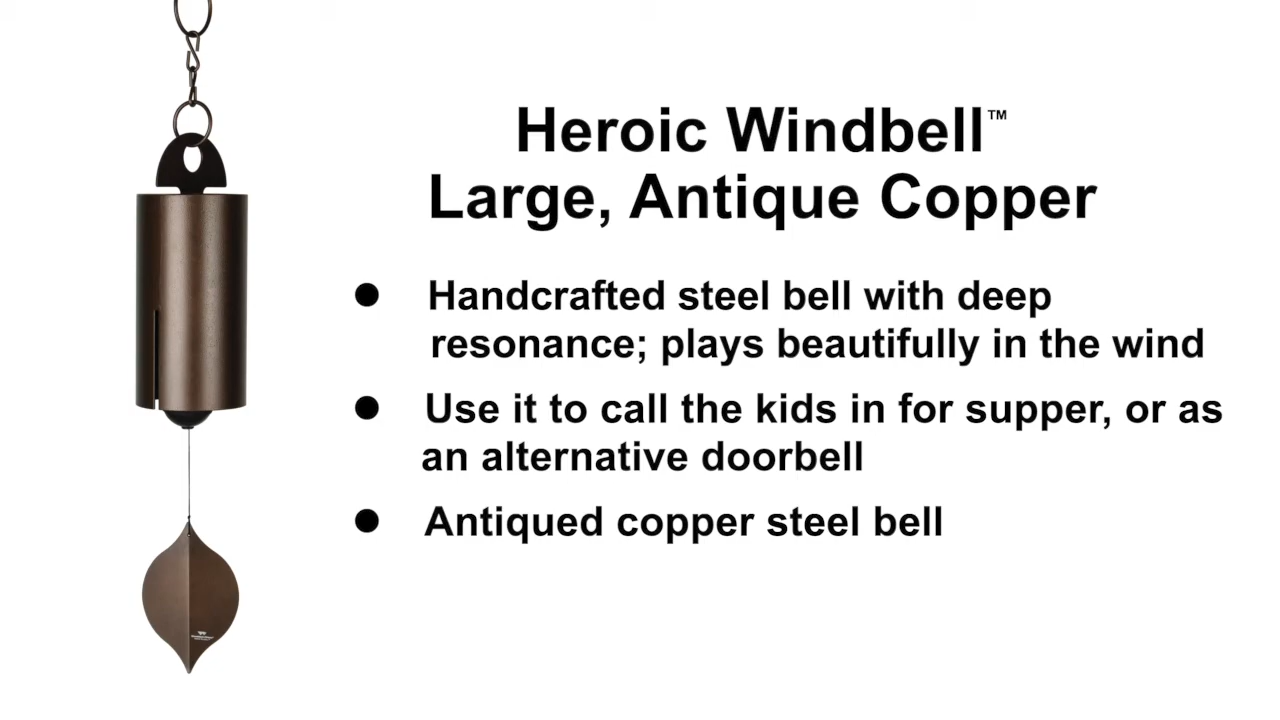 Heroic Windbell™
Large, Antique Copper
● Handcrafted steel bell with deep
resonance; plays beautifully in the wind
● Use it to call the kids in for supper, or as
an alternative doorbell
● Antiqued copper steel bell